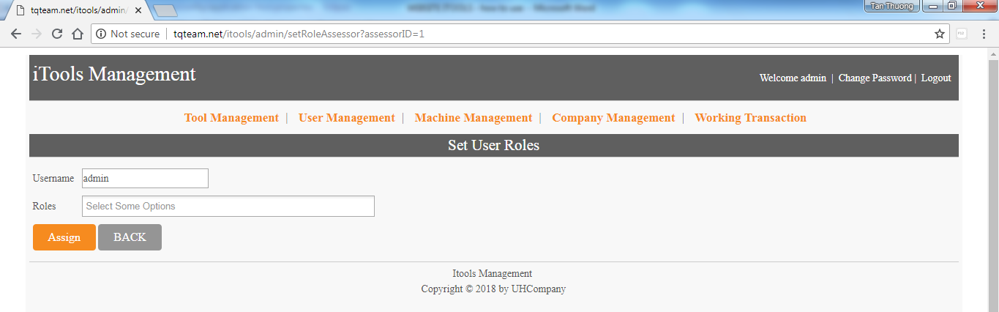 tqteam.net/itools/admin/
Tan Thuong
Not secure | tqteam.net/itools/admin/setRoleAssessor?assessorID=1
iTools Management
Welcome admin | Change Password | Logout
Tool Management | User Management | Machine Management | Company Management | Working Transaction
Set User Roles
Username admin
Roles Select Some Options
Assign BACK
Itools Management
Copyright © 2018 by UHCompany